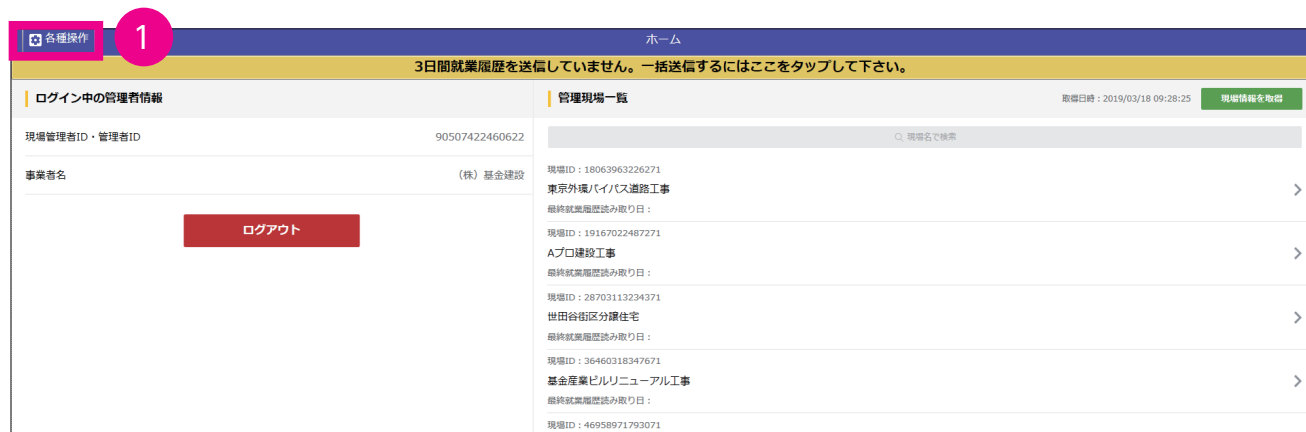 各種操作
1
ホーム
3日間就業履歴を送信していません。一括送信するにはここをタップして下さい。
ログイン中の管理者情報
現場管理者ID・管理者ID 90507422460622
事業者名 (株)基金建設
ログアウト
管理現場一覧 取得日時：2019/03/18 09:28:25 現場情報を取得
現場名で検索
現場ID：18063963226271
東京外環バイパス道路工事
最終就業履歴読み取り日：
現場ID：19167022487271
Aプロ建設工事
最終就業履歴読み取り日：
現場ID：28703113234371
世田谷街区分譲住宅
最終就業履歴読み取り日：
現場ID：36460318347671
基金産業ビルリニューアル工事
最終就業履歴読み取り日：
現場ID：46958971793071